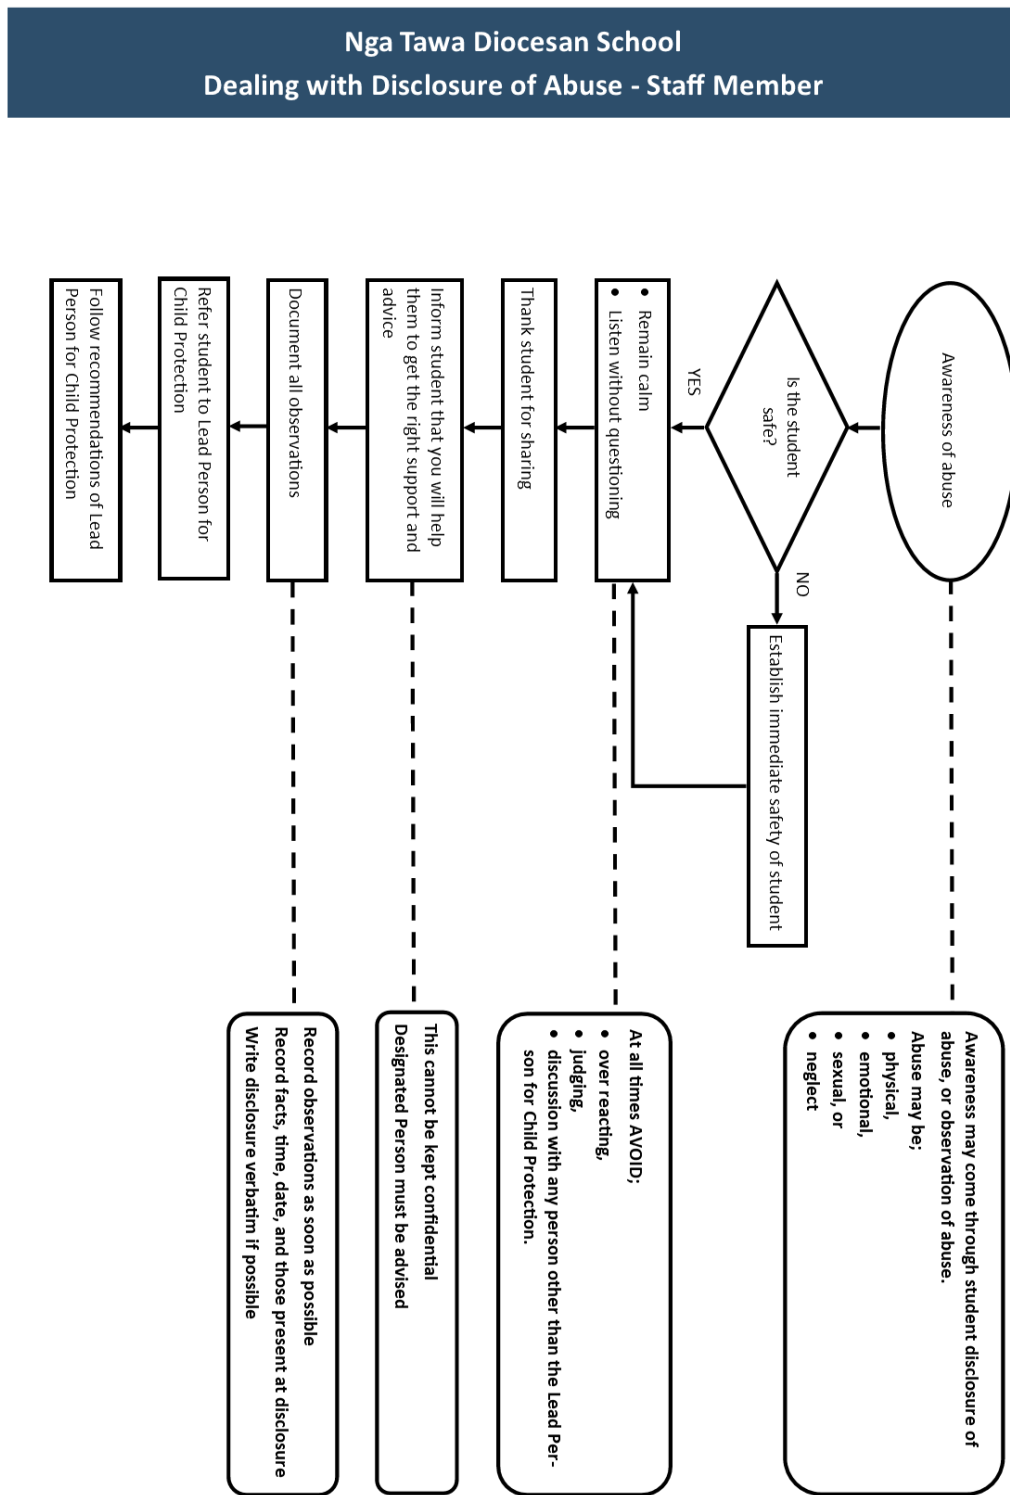 Nga Tawa Diocesan School
Dealing with Disclosure of Abuse - Staff Member
Awareness of abuse
Awareness may come through student disclosure of
abuse, or observation of abuse.
Abuse may be;
• physical,
• emotional,
• sexual, or
• neglect
Is the student
safe?
NO
Establish immediate safety of student
YES
• Remain calm
• Listen without questioning
At all times AVOID;
• over reacting,
• judging,
• discussion with any person other than the Lead Per-
son for Child Protection.
Thank student for sharing
Inform student that you will help
them to get the right support and
advice
This cannot be kept confidential
Designated Person must be advised
Document all observations
Record observations as soon as possible
Record facts, time, date, and those present at disclosure
Write disclosure verbatim if possible
Refer student to Lead Person for
Child Protection
Follow recommendations of Lead
Person for Child Protection